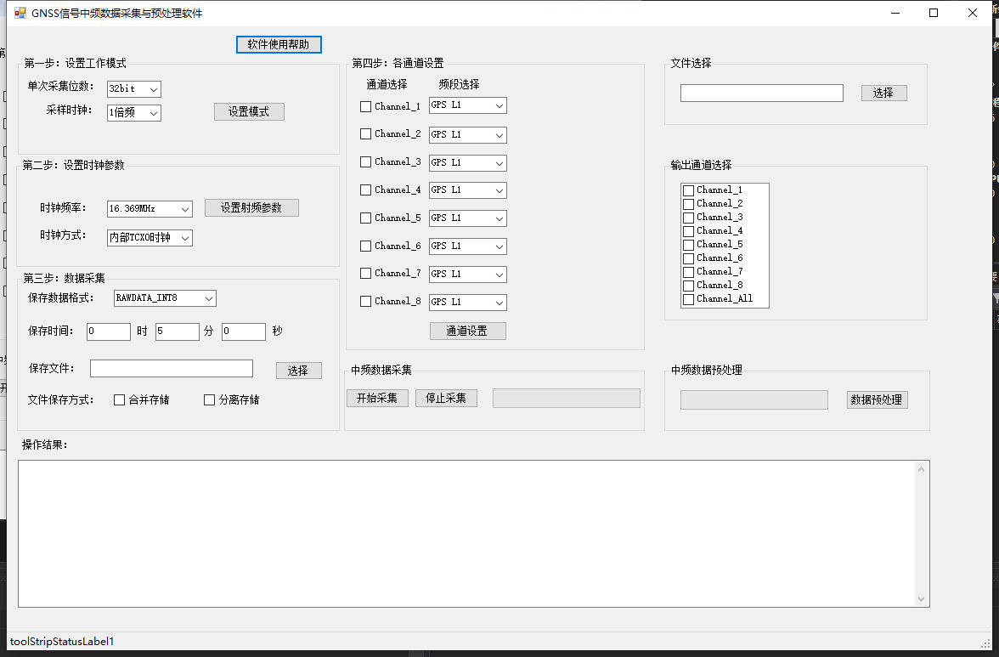 GNSS信号中频数据采集与预处理软件
软件使用帮助
第一步：设置工作模式
单次采集位数： 32bit
采样时钟： 1倍频 设置模式
第二步：设置时钟参数
时钟频率： 16.369MHz 设置射频参数
时钟方式： 内部TCXO时钟
第三步：数据采集
保存数据格式： RAWDATA_INT8
保存时间： 0 时 5 分 0 秒
保存文件： 选择
文件保存方式： 合并存储 分离存储
第四步：各通道设置
通道选择 频段选择
Channel_1 GPS L1
Channel_2 GPS L1
Channel_3 GPS L1
Channel_4 GPS L1
Channel_5 GPS L1
Channel_6 GPS L1
Channel_7 GPS L1
Channel_8 GPS L1
通道设置
中频数据采集
开始采集 停止采集
文件选择
选择
输出通道选择
Channel_1
Channel_2
Channel_3
Channel_4
Channel_5
Channel_6
Channel_7
Channel_8
Channel_All
中频数据预处理
数据预处理
操作结果：
toolStripStatusLabel1